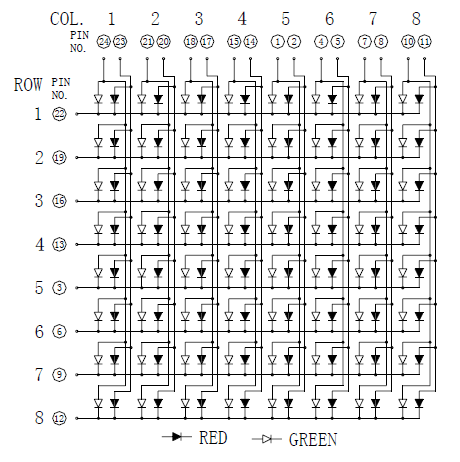 COL. 1 2 3 4 5 6 7 8
PIN NO. 24 23 21 20 18 17 15 14 1 2 4 5 7 8 10 11
ROW PIN NO.
1 22
2 19
3 16
4 13
5 3
6 6
7 9
8 12
RED GREEN